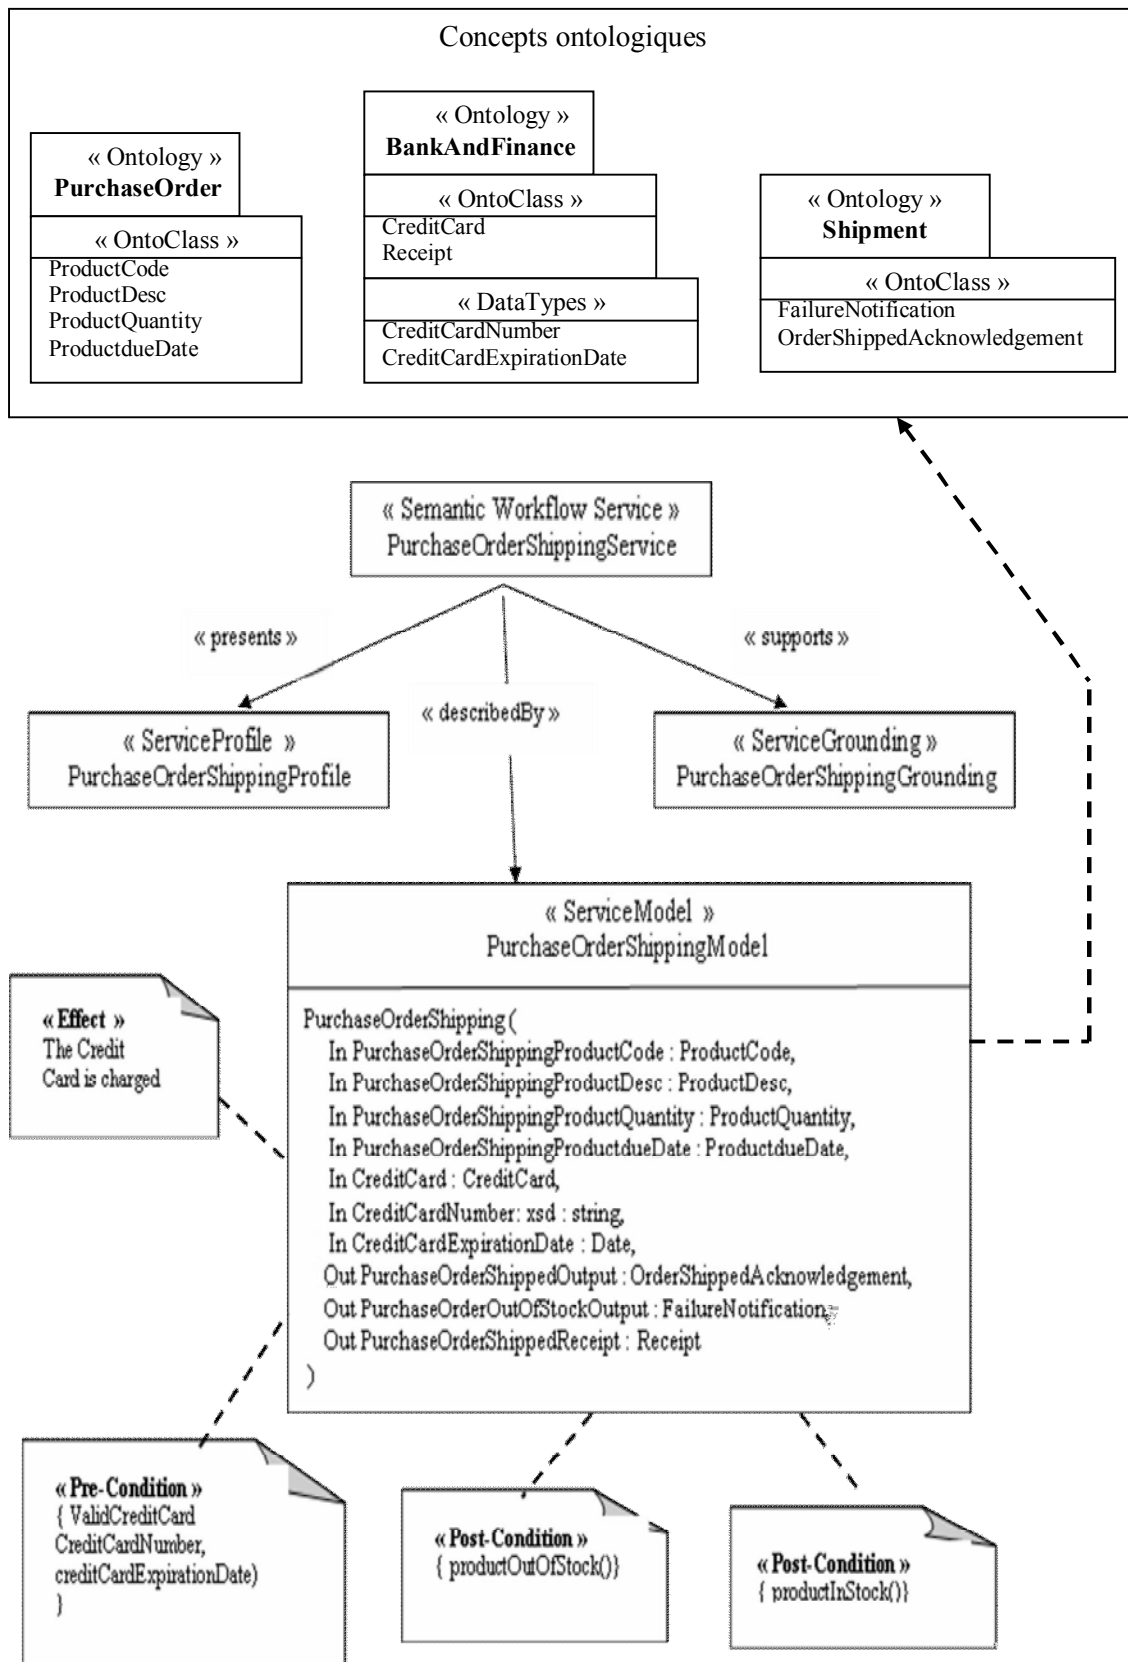 Concepts ontologiques
« Ontology »
PurchaseOrder
« OntoClass »
ProductCode
ProductDesc
ProductQuantity
ProductdueDate
« Ontology »
BankAndFinance
« OntoClass »
CreditCard
Receipt
« DataTypes »
CreditCardNumber
CreditCardExpirationDate
« Ontology »
Shipment
« OntoClass »
FailureNotification
OrderShippedAcknowledgement
« Semantic Workflow Service »
PurchaseOrderShippingService
« presents »
« describedBy »
« supports »
« ServiceProfile »
PurchaseOrderShippingProfile
« ServiceGrounding »
PurchaseOrderShippingGrounding
« ServiceModel »
PurchaseOrderShippingModel
PurchaseOrderShipping(
In PurchaseOrderShippingProductCode : ProductCode,
In PurchaseOrderShippingProductDesc : ProductDesc,
In PurchaseOrderShippingProductQuantity : ProductQuantity,
In PurchaseOrderShippingProductdueDate : ProductdueDate,
In CreditCard : CreditCard,
In CreditCardNumber: xsd : string,
In CreditCardExpirationDate : Date,
Out PurchaseOrderShippedOutput : OrderShippedAcknowledgement,
Out PurchaseOrderOutOfStockOutput : FailureNotification,
Out PurchaseOrderShippedReceipt : Receipt
)
« Effect »
The Credit
Card is charged
« Pre-Condition »
{ ValidCreditCard
CreditCardNumber,
creditCardExpirationDate)
}
« Post-Condition »
{ productOutOfStock()}
« Post-Condition »
{ productInStock()}